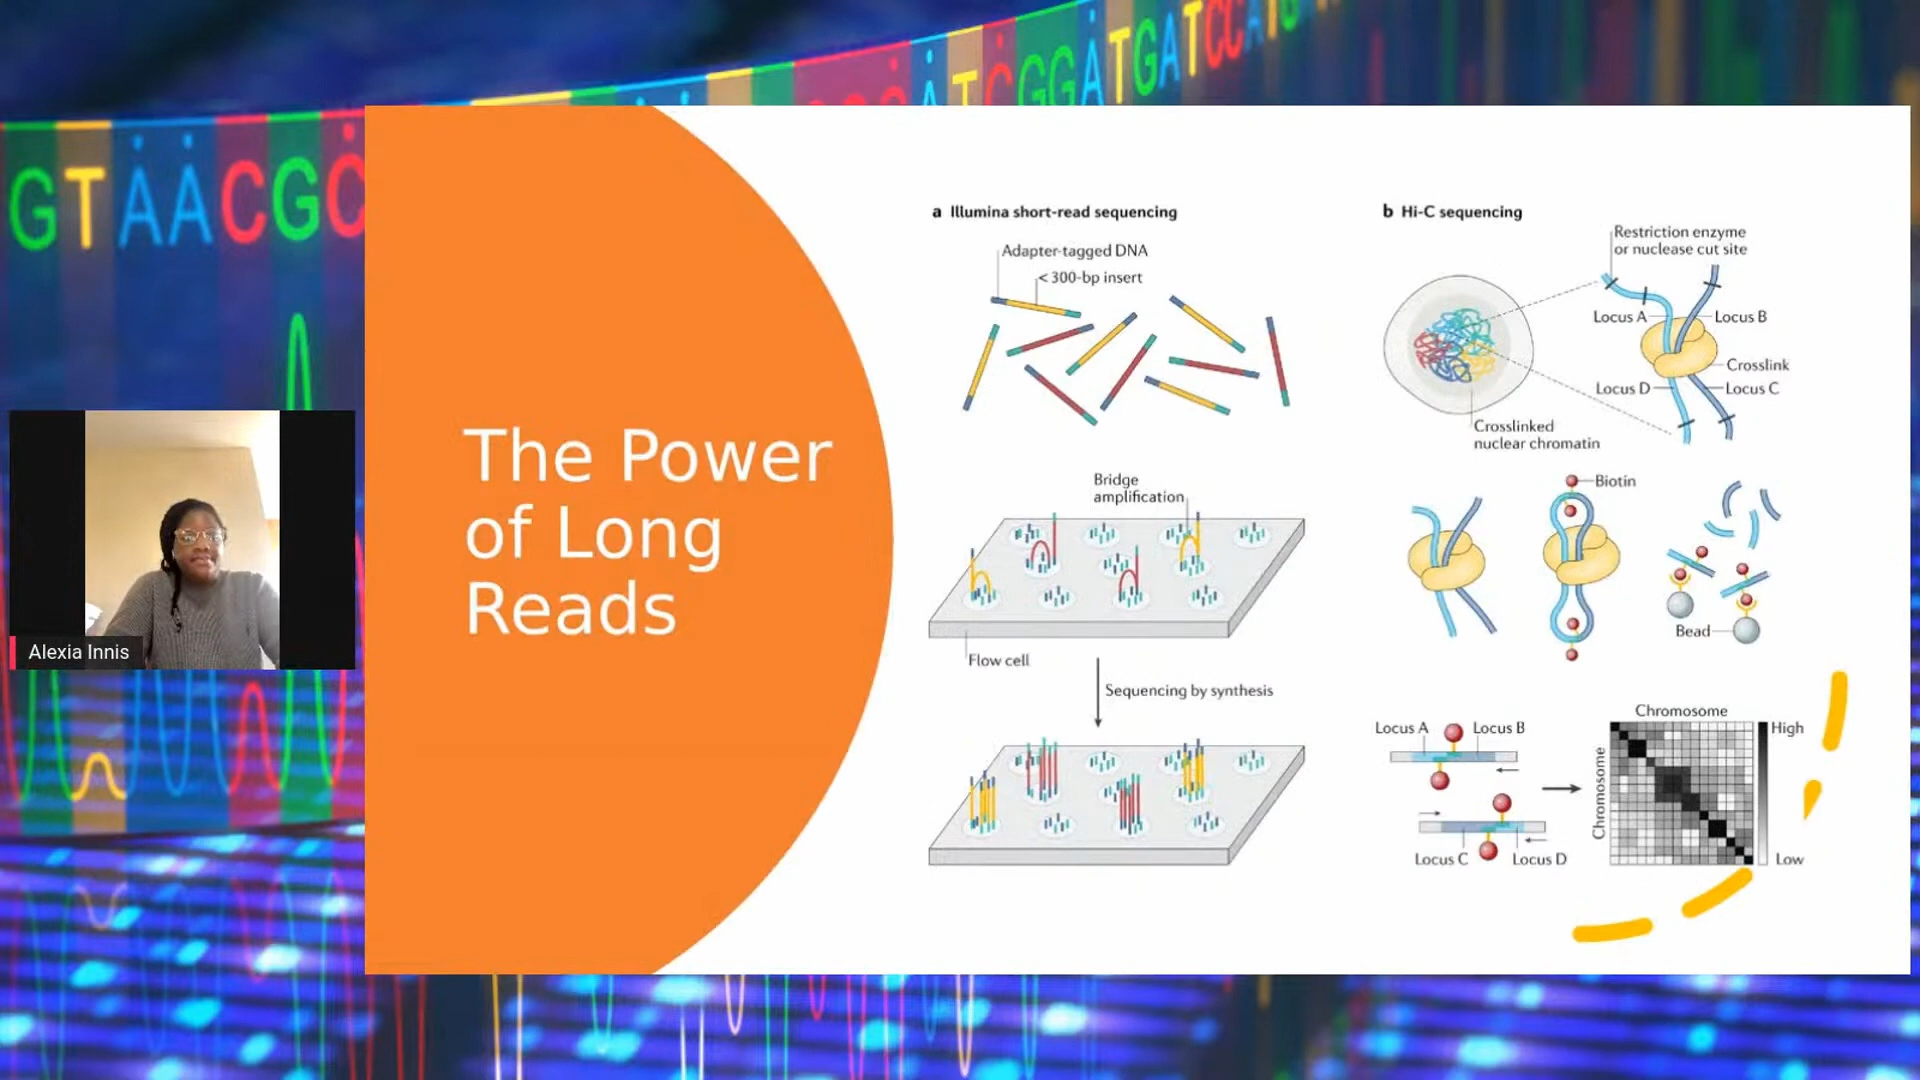 GTAACGC
ATCGGATGATCCATG
Alexia Innis
The Power
of Long
Reads
a Illumina short-read sequencing
Adapter-tagged DNA
< 300-bp insert
Bridge
amplification
Flow cell
Sequencing by synthesis
b Hi-C sequencing
Restriction enzyme
or nuclease cut site
Locus A
Locus B
Crosslink
Locus D
Locus C
Crosslinked
nuclear chromatin
Biotin
Bead
Locus A
Locus B
Locus C
Locus D
Chromosome
Chromosome
High
Low